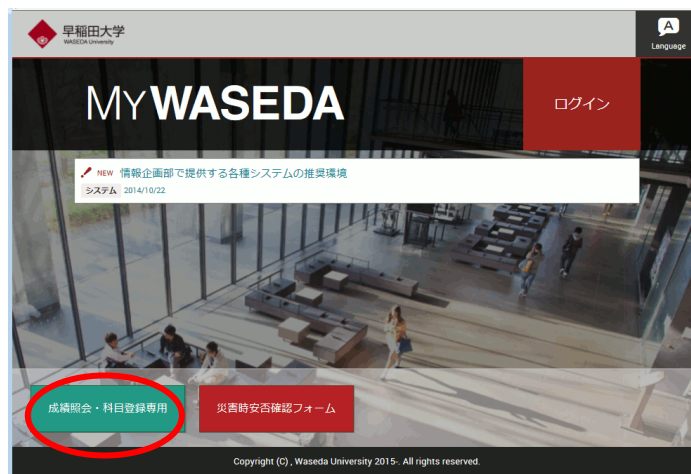 早稲田大学
WASEDA University
A
Language
MYWASEDA
ログイン
NEW 情報企画部で提供する各種システムの推奨環境
システム 2014/10/22
成績照会・科目登録専用
災害時安否確認フォーム
Copyright (C) , Waseda University 2015-. All rights reserved.